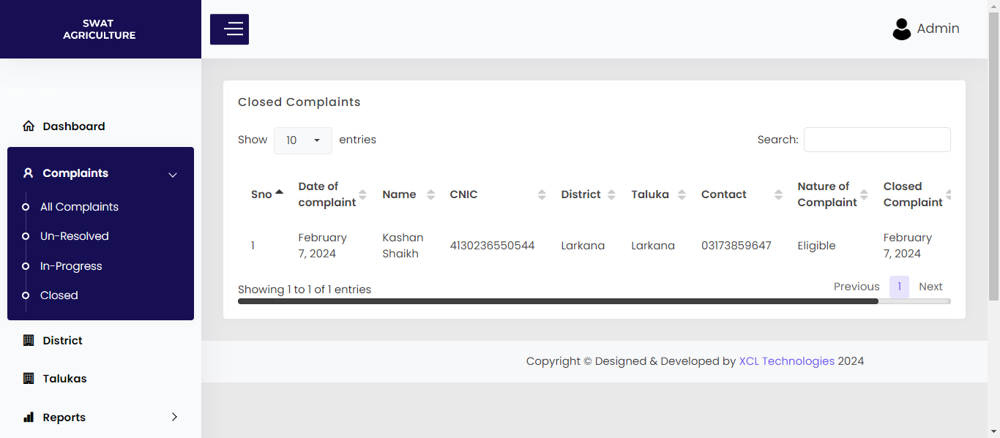 SWAT
AGRICULTURE
Admin
Dashboard
Complaints
All Complaints
Un-Resolved
In-Progress
Closed
District
Talukas
Reports
Closed Complaints
Show 10 entries
Search:
Sno
Date of
complaint
Name
CNIC
District
Taluka
Contact
Nature of
Complaint
Closed
Complaint
1
February
7, 2024
Kashan
Shaikh
4130236550544
Larkana
Larkana
03173859647
Eligible
February
7, 2024
Showing 1 to 1 of 1 entries
Previous 1 Next
Copyright © Designed & Developed by XCL Technologies 2024